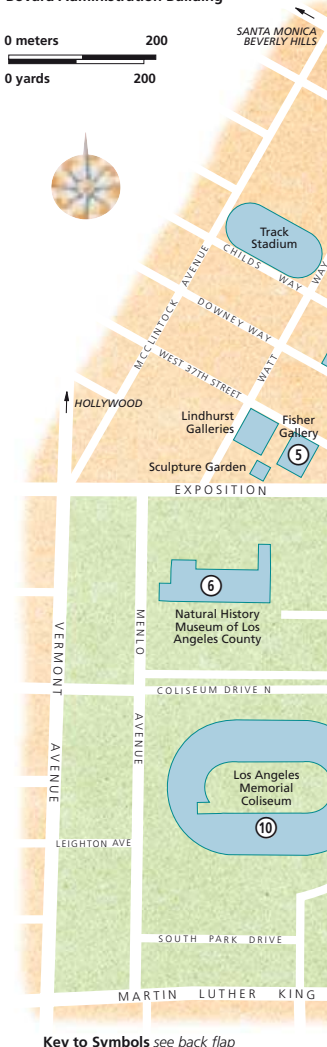 0 meters 200
0 yards 200
SANTA MONICA
BEVERLY HILLS
Track
Stadium
CHILDS WAY
MCCLINTOCK AVENUE
DOWNEY WAY
WATT WAY
WEST 37TH STREET
HOLLYWOOD
Lindhurst
Galleries
Fisher
Gallery
5
Sculpture Garden
EXPOSITION
6
Natural History
Museum of Los
Angeles County
VERMONT AVENUE
MENLO AVENUE
COLISEUM DRIVE N
Los Angeles
Memorial
Coliseum
10
LEIGHTON AVE
SOUTH PARK DRIVE
MARTIN LUTHER KING
Key to Symbols see back flap